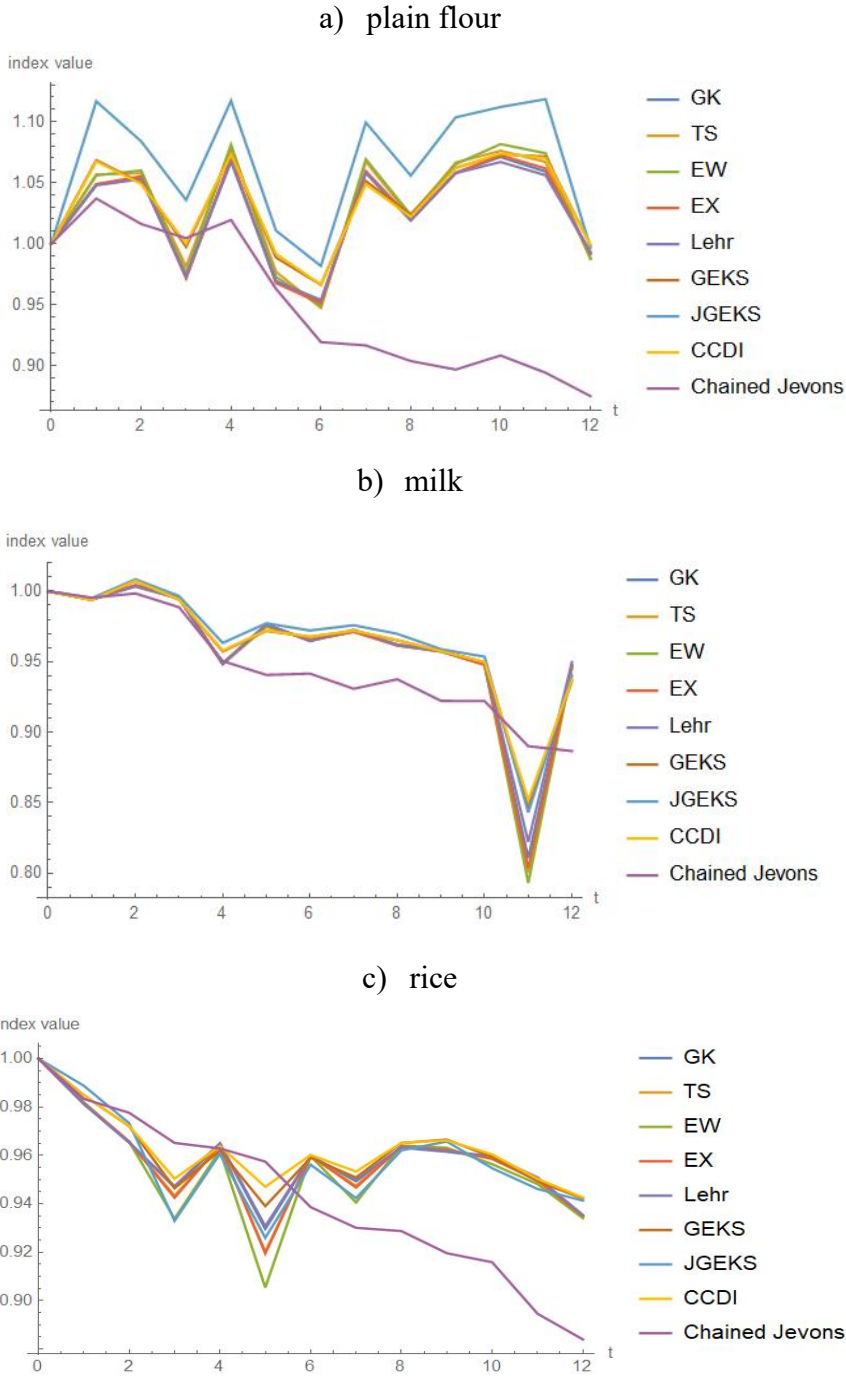 a) plain flour
index value
1.10
1.05
1.00
0.95
0.90
0 2 4 6 8 10 12 t
GK
TS
EW
EX
Lehr
GEKS
JGEKS
CCDI
Chained Jevons
b) milk
index value
1.00
0.95
0.90
0.85
0.80
0 2 4 6 8 10 12 t
GK
TS
EW
EX
Lehr
GEKS
JGEKS
CCDI
Chained Jevons
c) rice
ndex value
1.00
0.98
0.96
0.94
0.92
0.90
0 2 4 6 8 10 12 t
GK
TS
EW
EX
Lehr
GEKS
JGEKS
CCDI
Chained Jevons